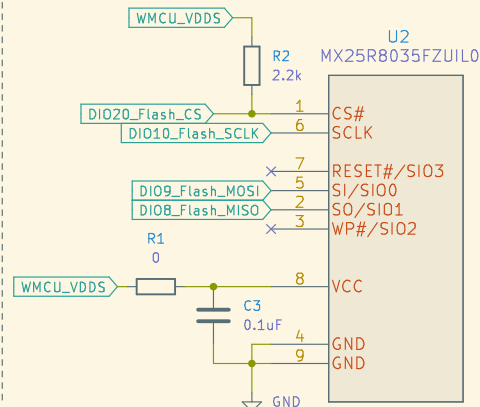 WMCU_VDDS
U2
MX25R8035FZUIL0
R2
2.2k
DIO20_Flash_CS
1
CS#
DIO10_Flash_SCLK
6
SCLK
7
RESET#/SIO3
DIO9_Flash_MOSI
5
SI/SIO0
DIO8_Flash_MISO
2
SO/SIO1
3
WP#/SIO2
R1
0
WMCU_VDDS
8
VCC
C3
0.1uF
4
GND
9
GND
GND